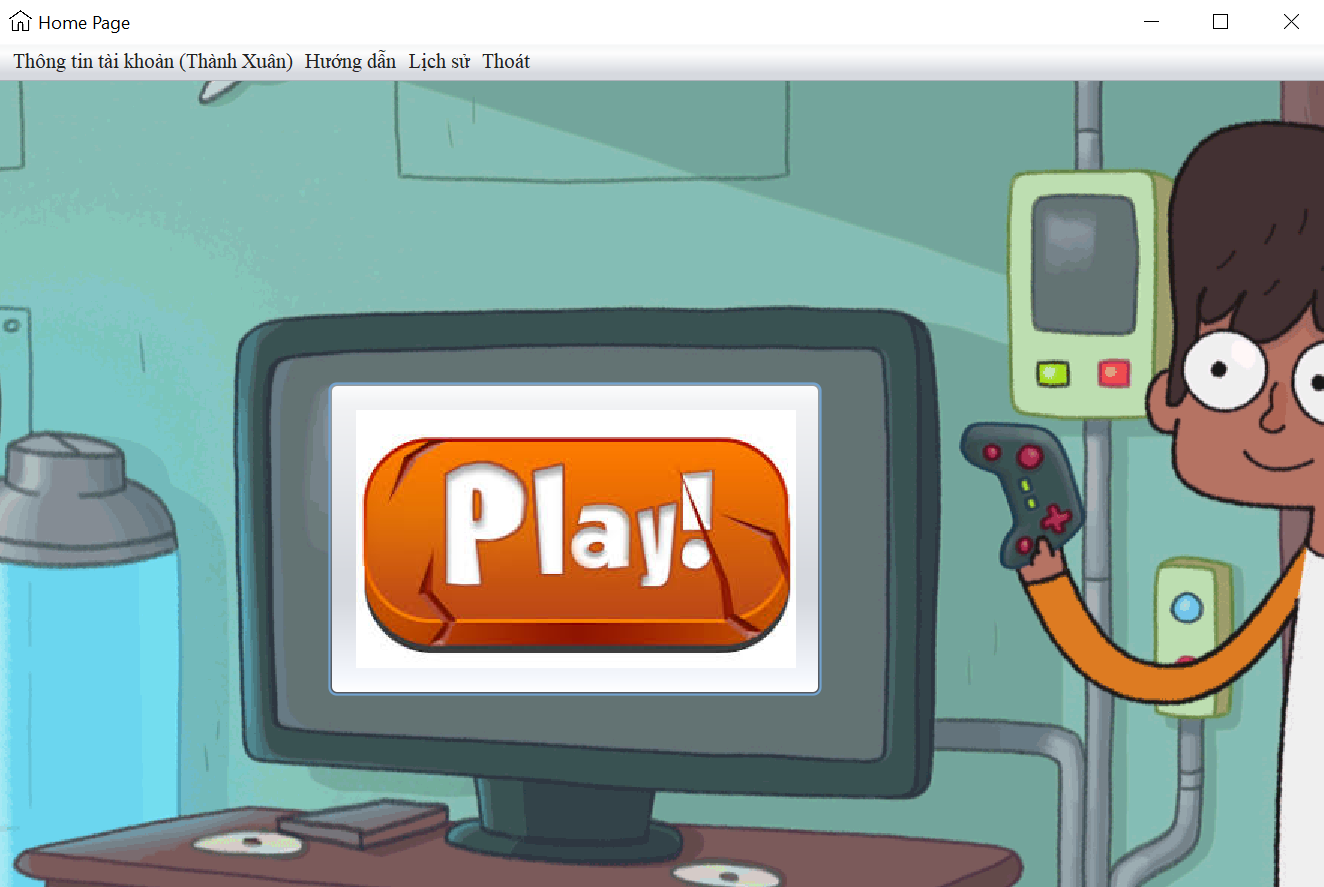 Home Page
Thông tin tài khoản (Thành Xuân) Hướng dẫn Lịch sử Thoát
Play!